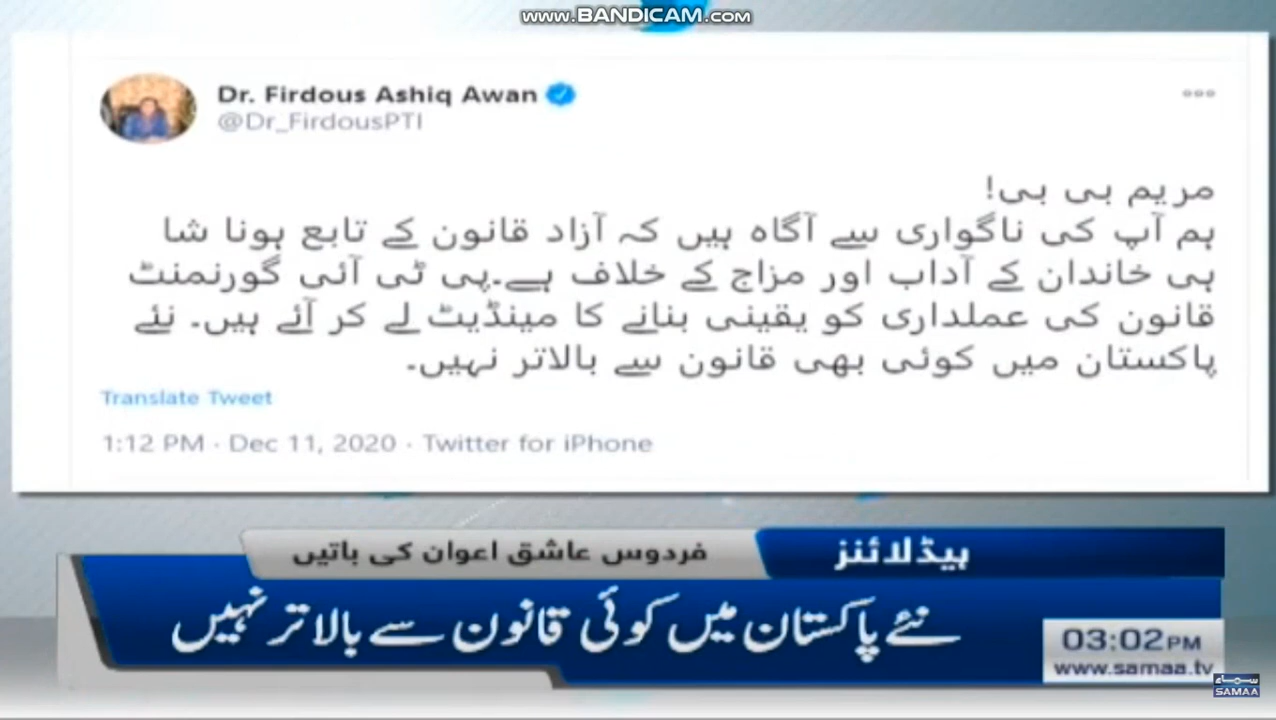 www.BANDICAM.com
Dr. Firdous Ashiq Awan
@Dr_FirdousPTI
مریم بی بی!
ہم آپ کی ناگواری سے آگاہ ہیں کہ آزاد قانون کے تابع ہونا شا
ہی خاندان کے آداب اور مزاج کے خلاف ہے۔پی ٹی آئی گورنمنٹ
قانون کی عملداری کو یقینی بنانے کا مینڈیٹ لے کر آئے ہیں۔ نئے
پاکستان میں کوئی بھی قانون سے بالاتر نہیں۔
Translate Tweet
1:12 PM · Dec 11, 2020 · Twitter for iPhone
ہیڈلائنز
فردوس عاشق اعوان کی باتیں
نئے پاکستان میں کوئی قانون سے بالاتر نہیں
03:02PM
www.samaa.tv
سماء
SAMAA